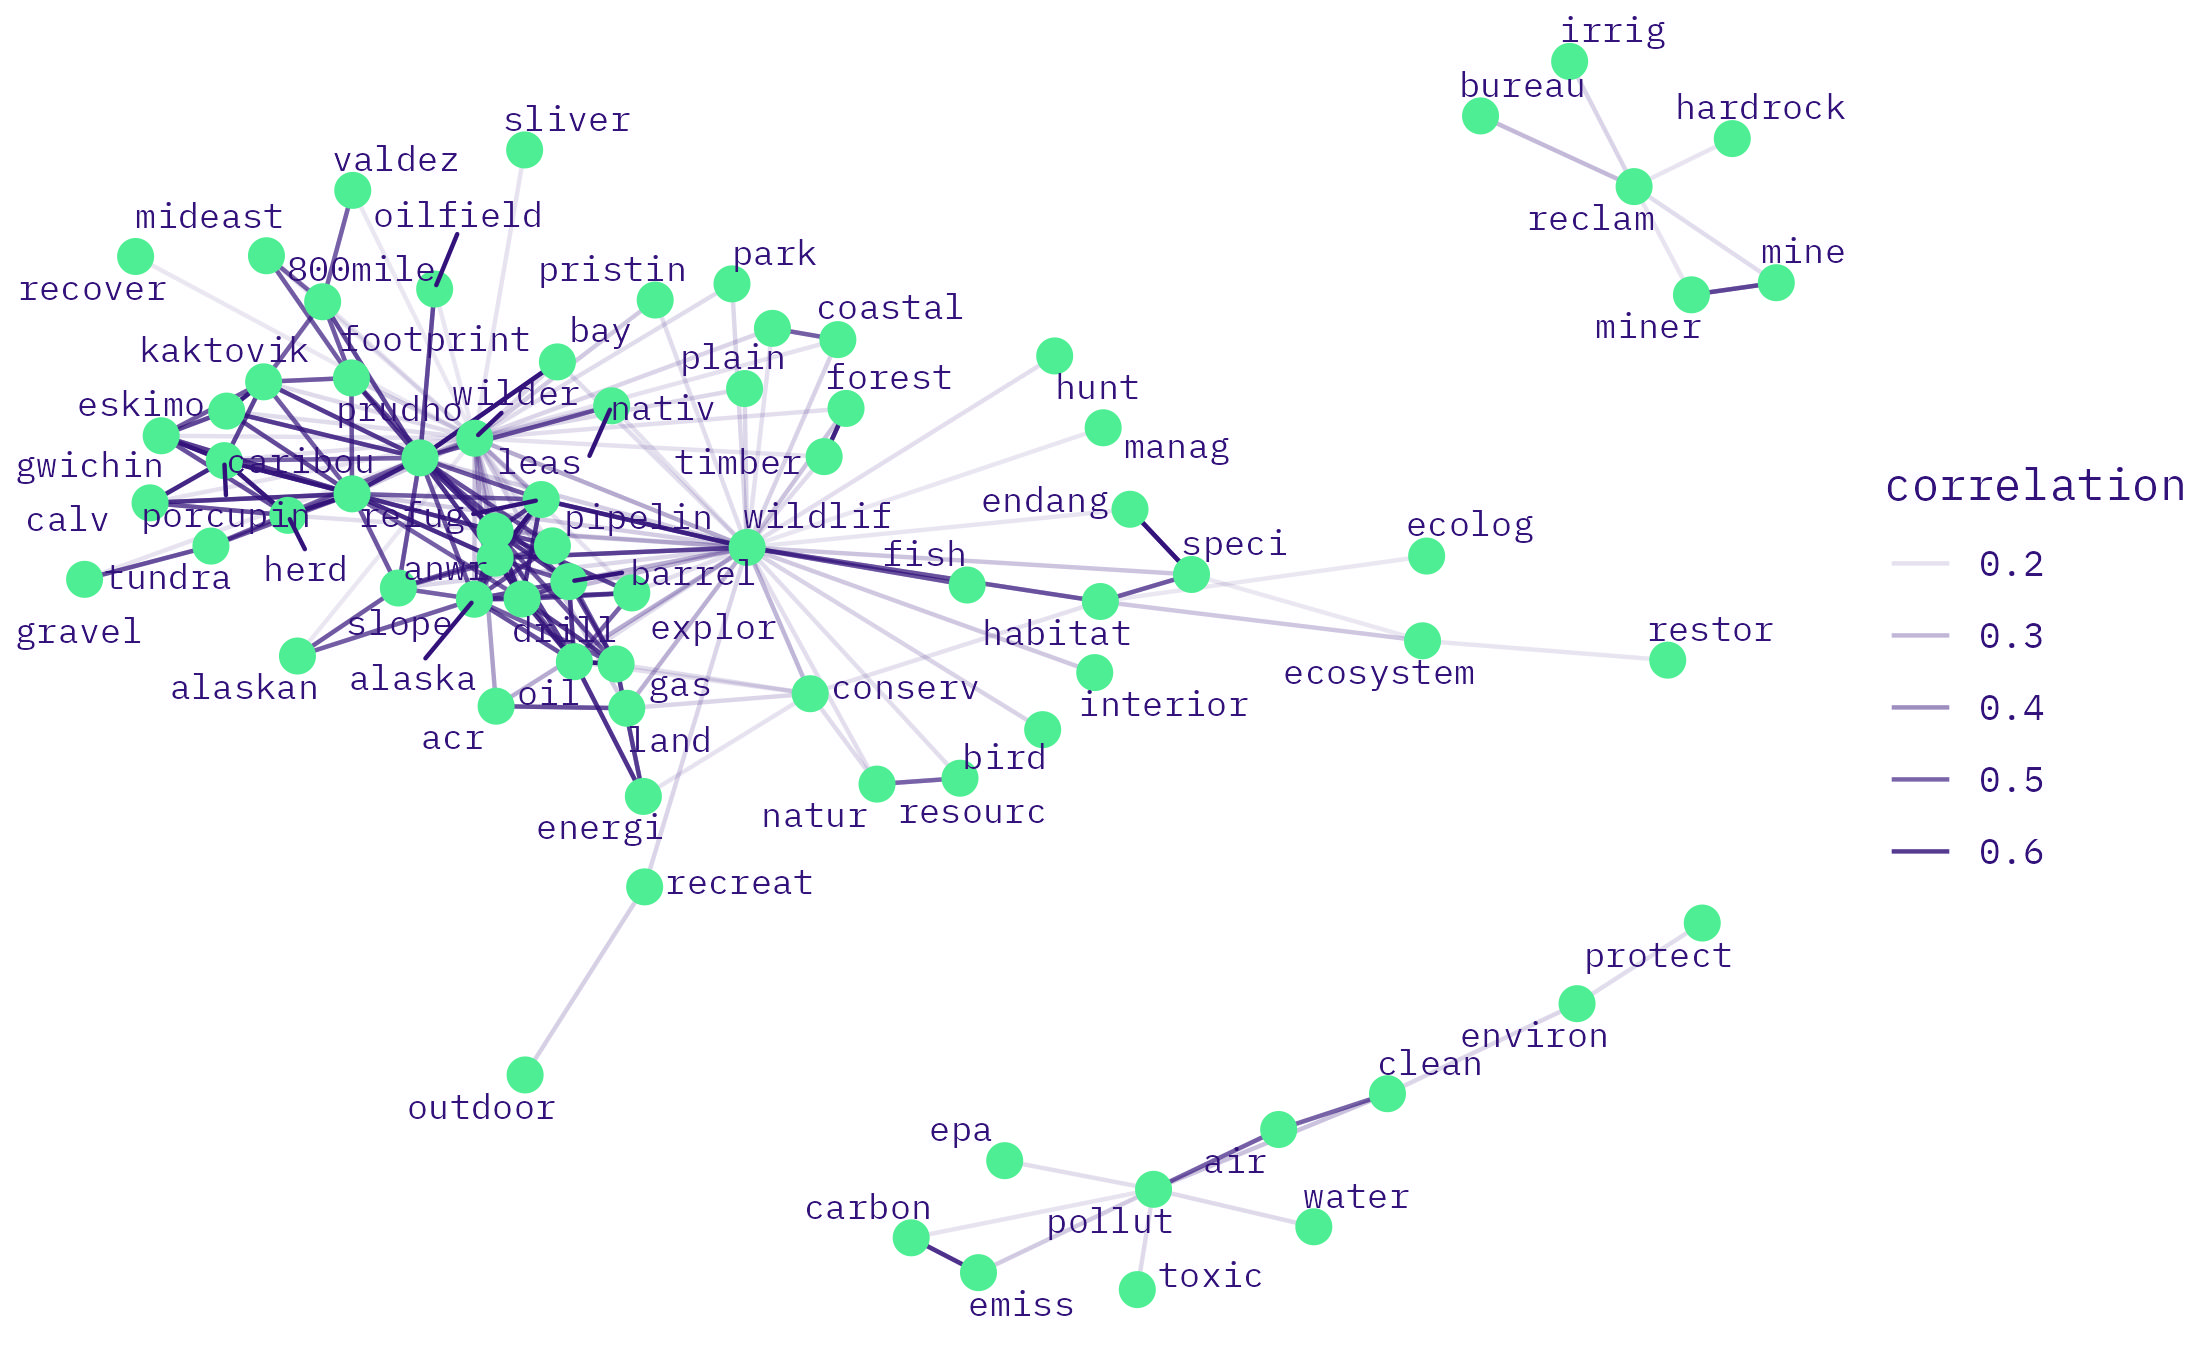 irrig
bureau
hardrock
reclam
mine
miner
sliver
valdez
oilfield
mideast
800mile
recover
pristin
park
coastal
footprint
bay
kaktovik
plain
forest
hunt
eskimo
prudho
wilder
nativ
manag
gwichin
caribou
leas
timber
endang
calv
porcupin
refug
pipelin
wildlif
ecolog
fish
speci
tundra
herd
anwr
barrel
gravel
slope
drill
explor
habitat
restor
ecosystem
alaskan
alaska
oil
gas
conserv
interior
acr
land
bird
energi
natur
resourc
recreat
outdoor
correlation
0.2
0.3
0.4
0.5
0.6
protect
environ
clean
epa
air
carbon
pollut
water
toxic
emiss